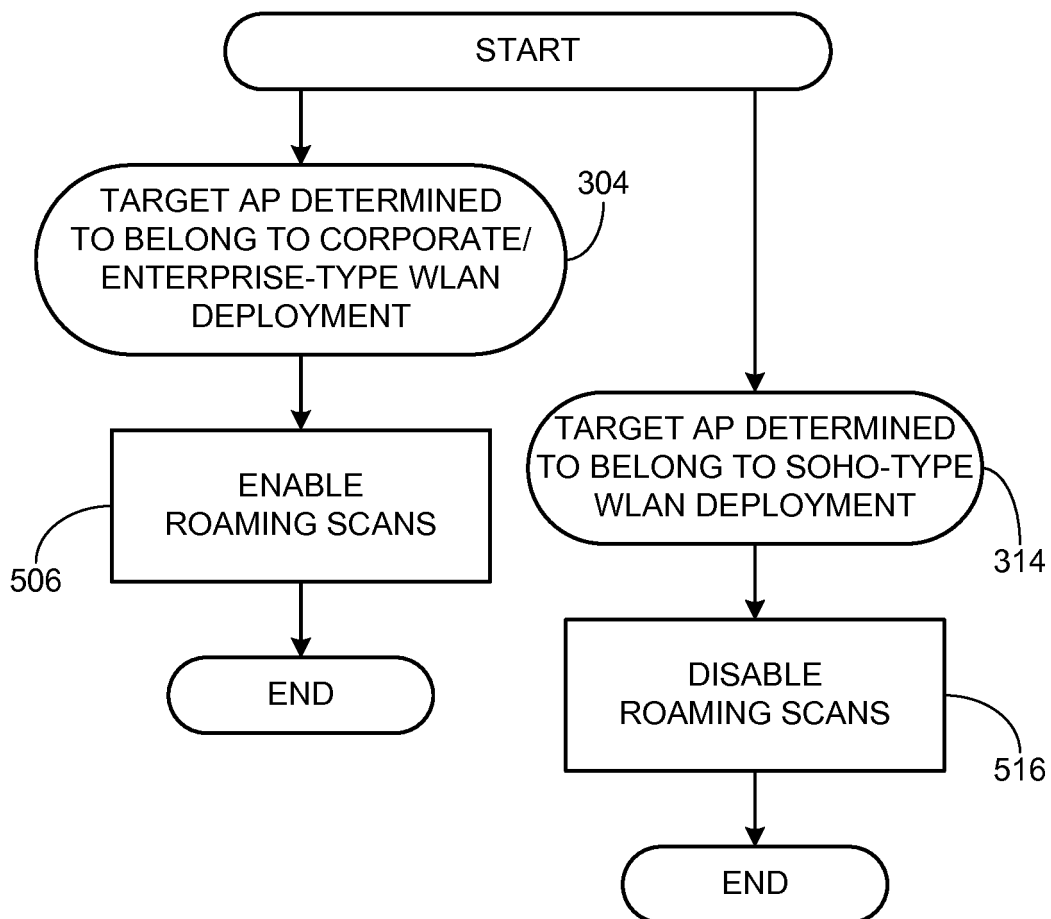 START
TARGET AP DETERMINED
TO BELONG TO CORPORATE/
ENTERPRISE-TYPE WLAN
DEPLOYMENT
304
ENABLE
ROAMING SCANS
506
END
TARGET AP DETERMINED
TO BELONG TO SOHO-TYPE
WLAN DEPLOYMENT
314
DISABLE
ROAMING SCANS
516
END